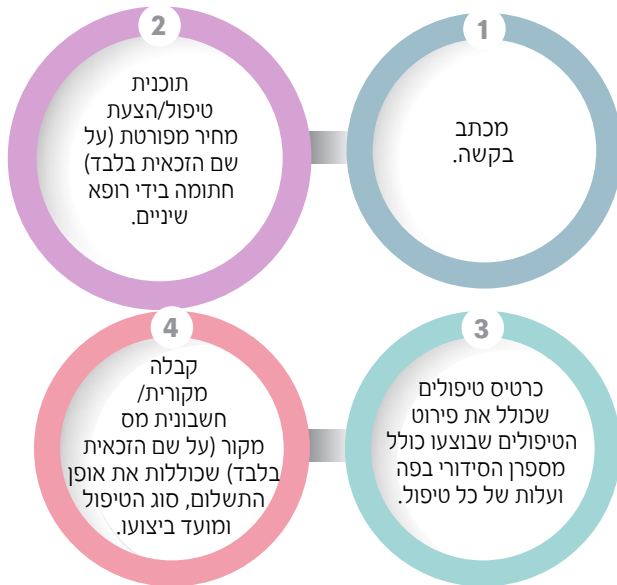 1
מכתב
בקשה.
2
תוכנית
טיפול/הצעת
מחיר מפורטת (על
שם הזכאית בלבד)
חתומה בידי רופא
שיניים.
3
כרטיס טיפולים
שכולל את פירוט
הטיפולים שבוצעו כולל
מספרן הסידורי בפה
ועלות של כל טיפול.
4
קבלה
מקורית/
חשבונית מס
מקור (על שם הזכאית
בלבד) שכוללות את אופן
התשלום, סוג הטיפול
ומועד ביצועו.